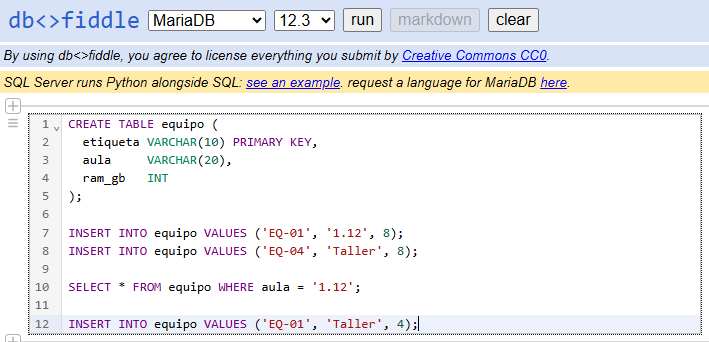 db<>fiddle MariaDB 12.3 run markdown clear
By using db<>fiddle, you agree to license everything you submit by Creative Commons CC0.
SQL Server runs Python alongside SQL: see an example. request a language for MariaDB here.
1 CREATE TABLE equipo (
2   etiqueta VARCHAR(10) PRIMARY KEY,
3   aula     VARCHAR(20),
4   ram_gb   INT
5 );
6
7 INSERT INTO equipo VALUES ('EQ-01', '1.12', 8);
8 INSERT INTO equipo VALUES ('EQ-04', 'Taller', 8);
9
10 SELECT * FROM equipo WHERE aula = '1.12';
11
12 INSERT INTO equipo VALUES ('EQ-01', 'Taller', 4);